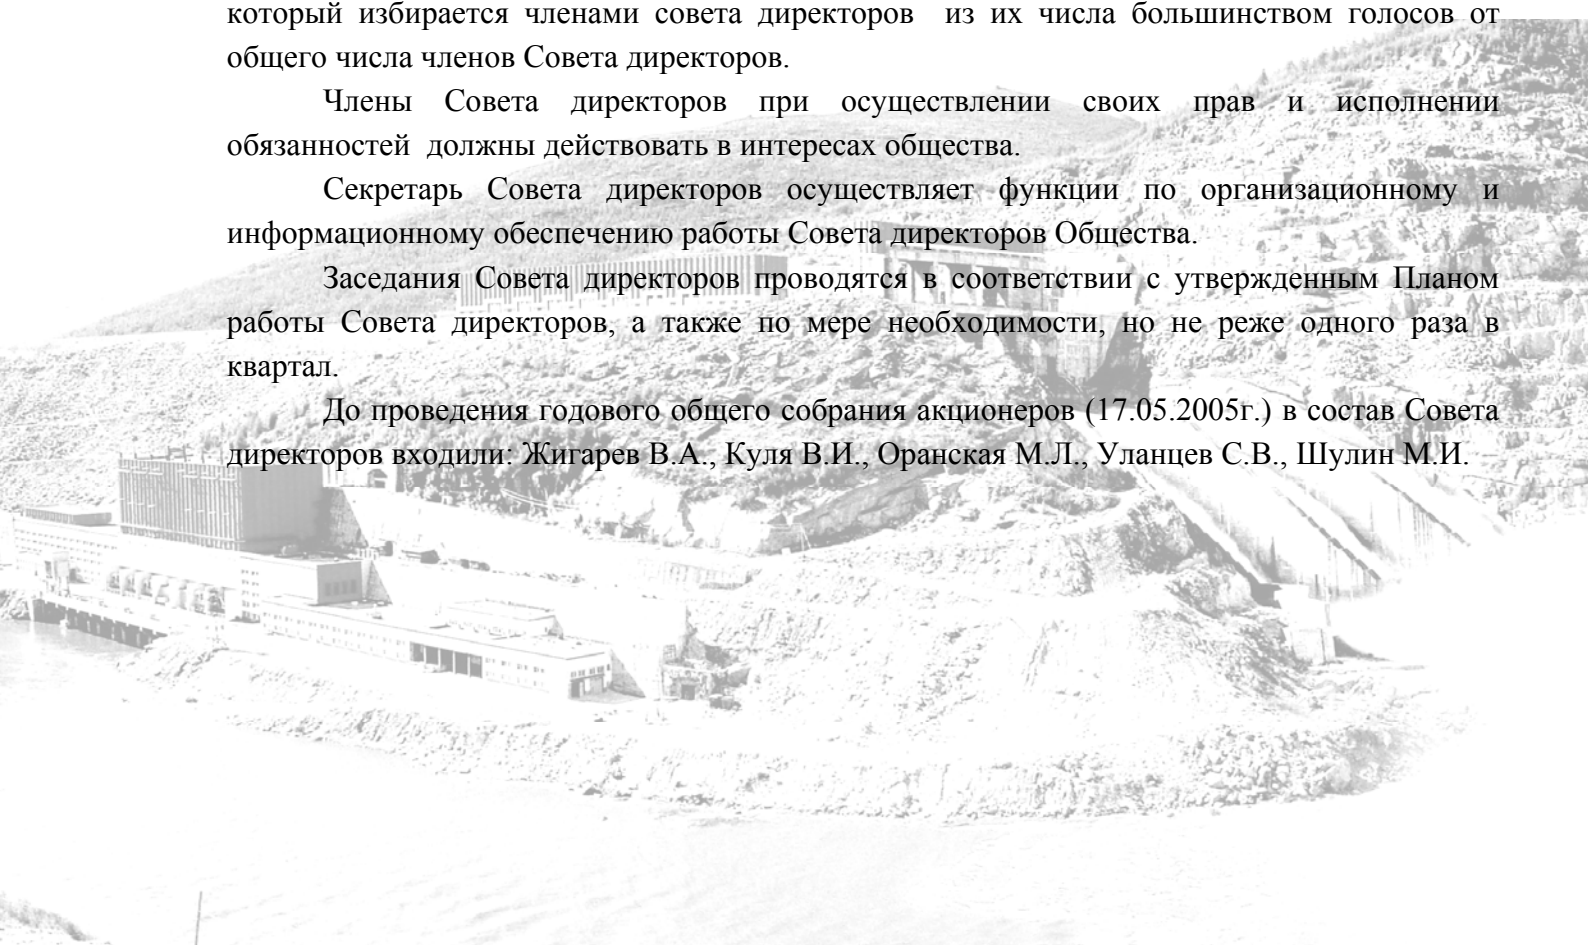 который избирается членами совета директоров из их числа большинством голосов от
общего числа членов Совета директоров.
Члены Совета директоров при осуществлении своих прав и исполнении
обязанностей должны действовать в интересах общества.
Секретарь Совета директоров осуществляет функции по организационному и
информационному обеспечению работы Совета директоров Общества.
Заседания Совета директоров проводятся в соответствии с утвержденным Планом
работы Совета директоров, а также по мере необходимости, но не реже одного раза в
квартал.
До проведения годового общего собрания акционеров (17.05.2005г.) в состав Совета
директоров входили: Жигарев В.А., Куля В.И., Оранская М.Л., Уланцев С.В., Шулин М.И.